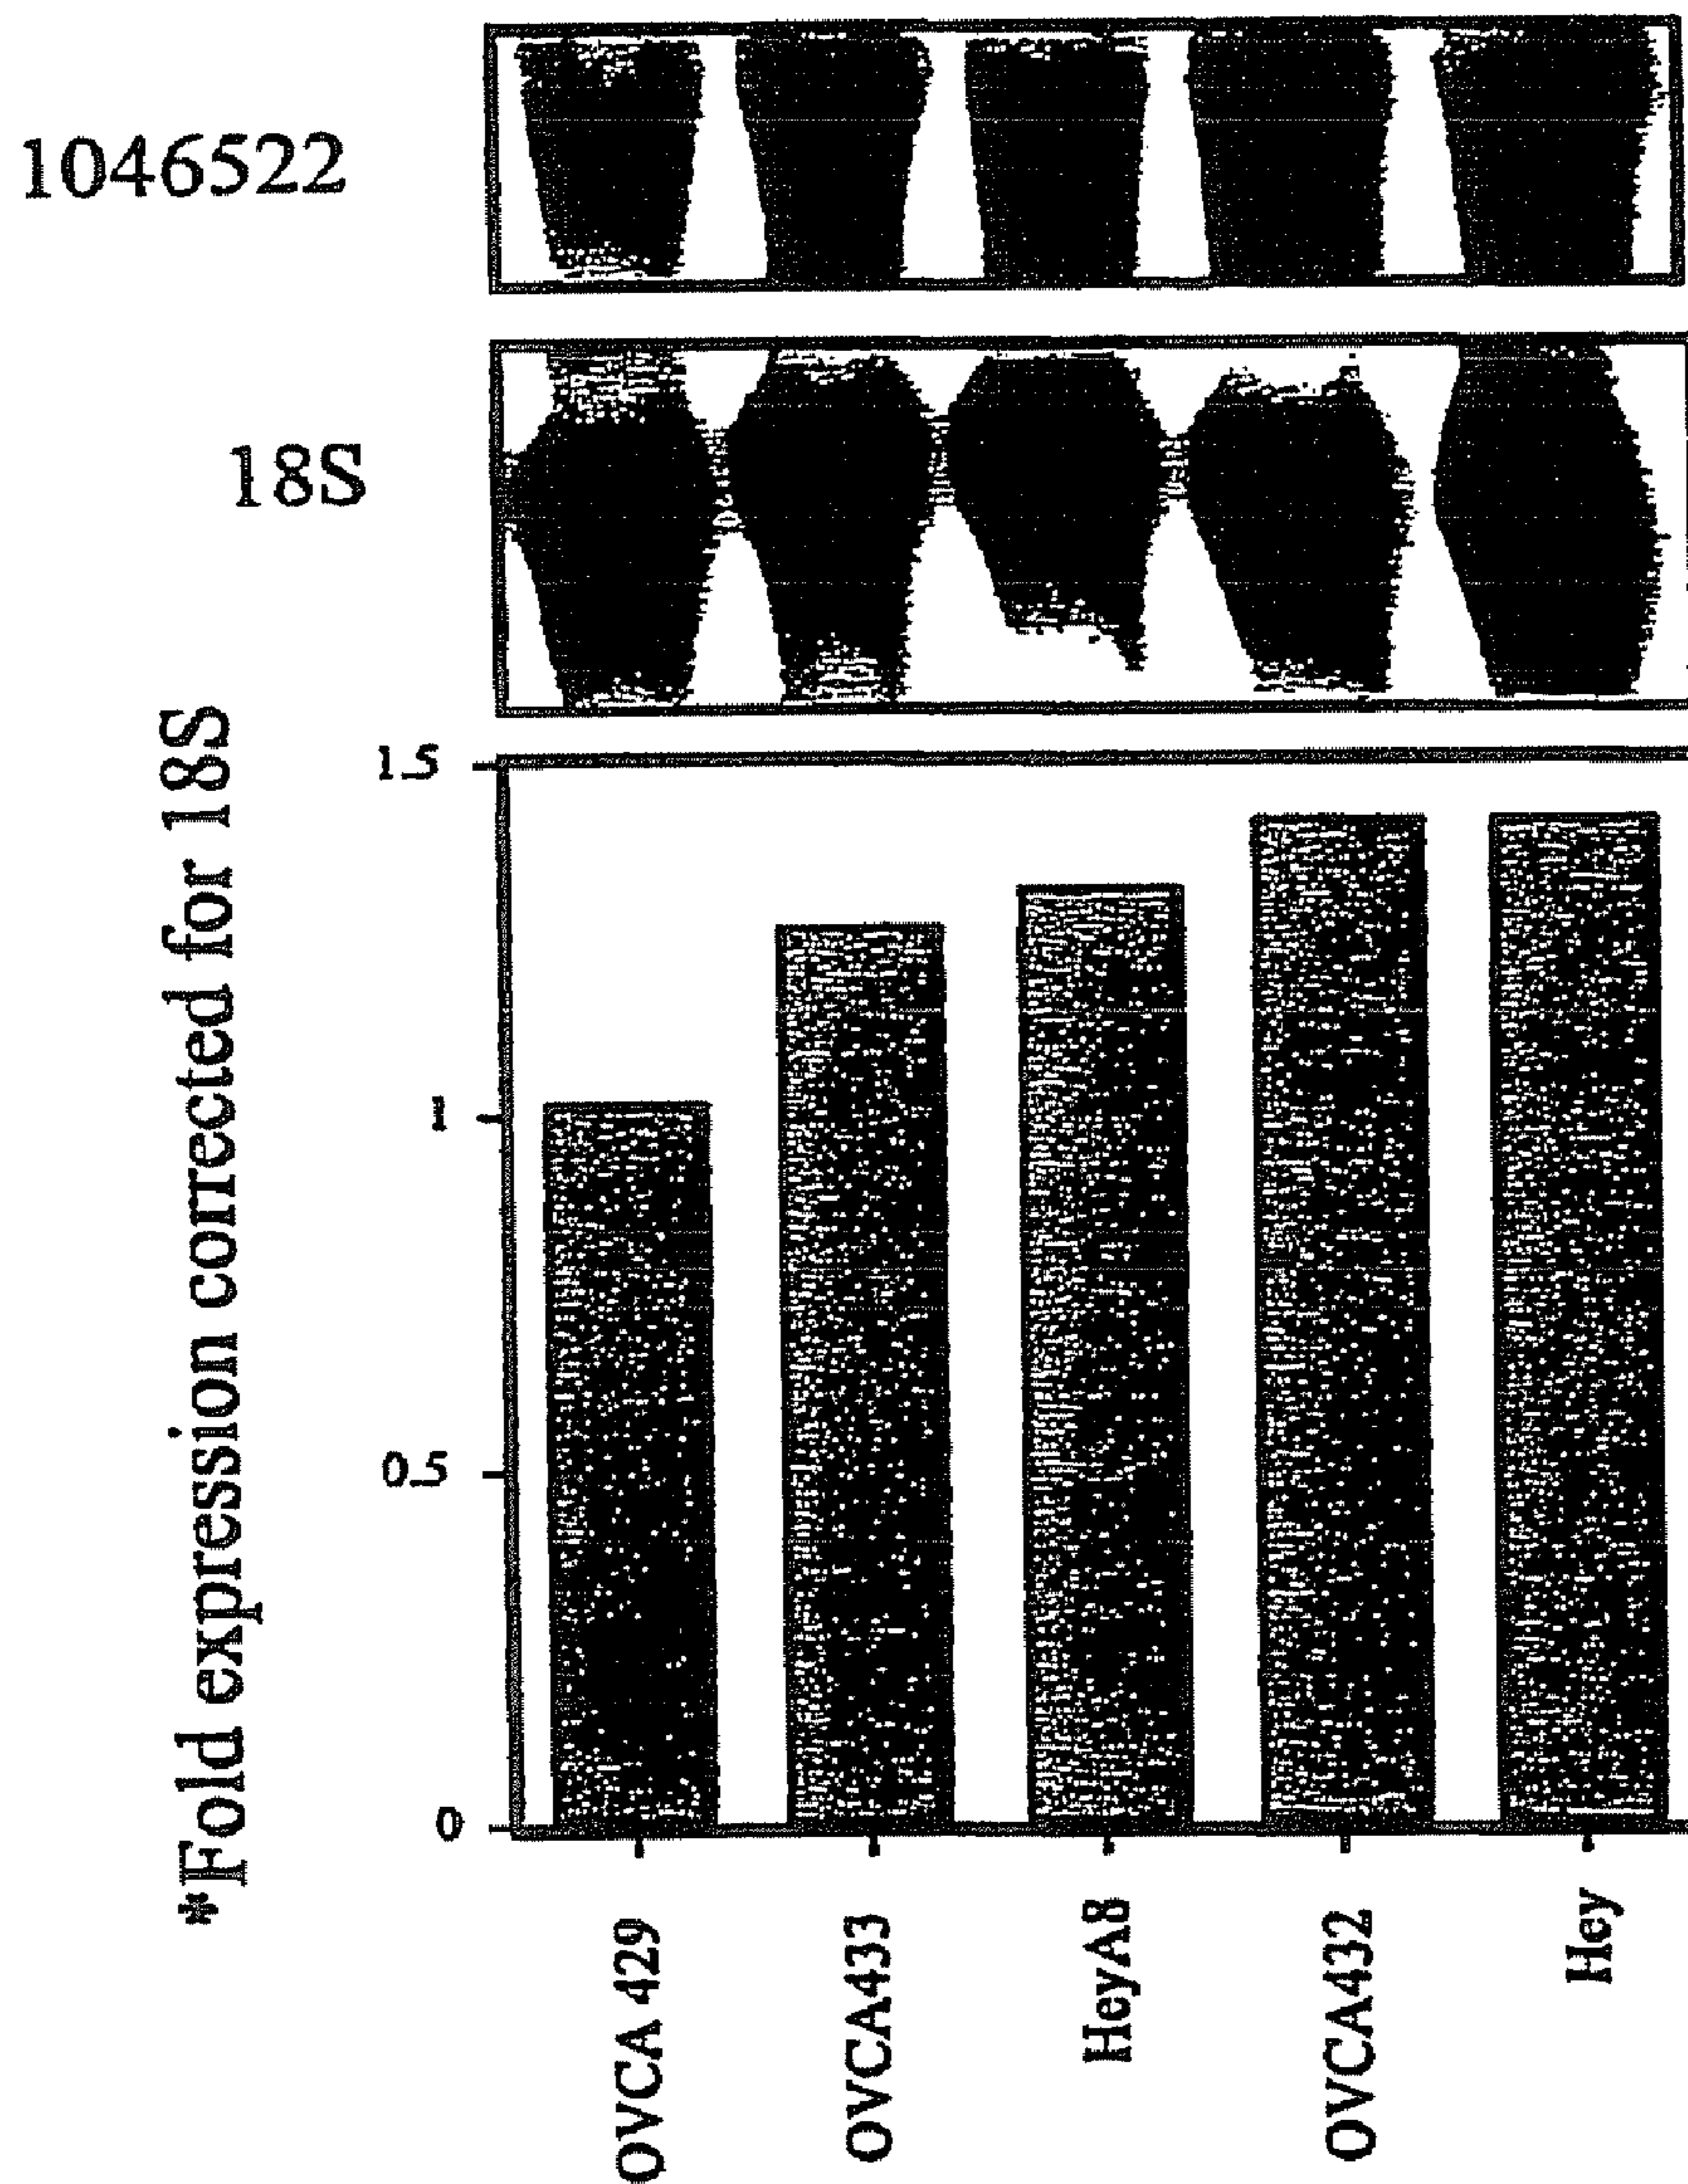 1046522
18S
*Fold expression corrected for 18S
1.5
1
0.5
0
OVCA 429
OVCA433
HeyA8
OVCA432
Hey